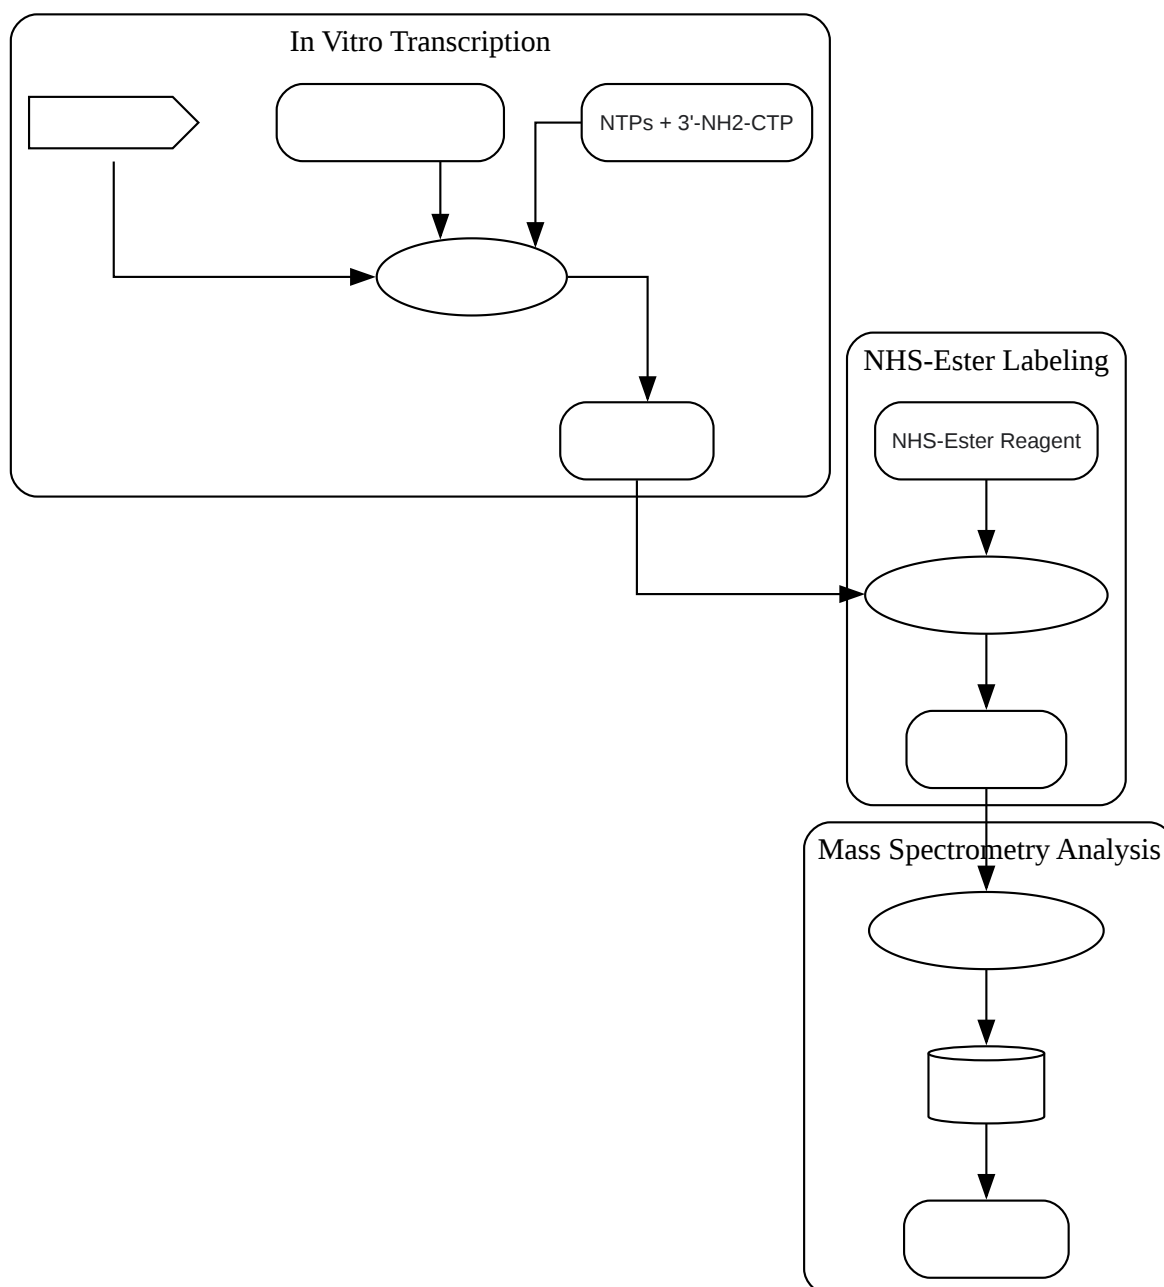 In Vitro Transcription
NTPs + 3'-NH2-CTP
NHS-Ester Labeling
NHS-Ester Reagent
Mass Spectrometry Analysis